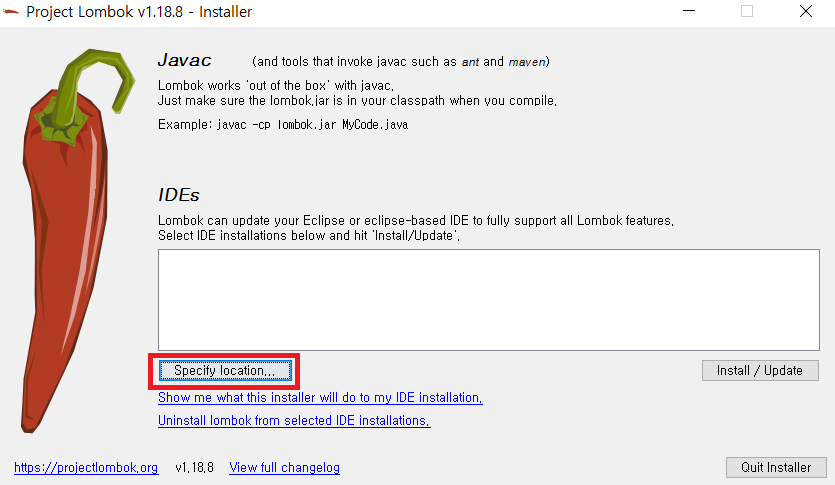 Project Lombok v1.18.8 - Installer
Javac (and tools that invoke javac such as ant and maven)
Lombok works 'out of the box' with javac.
Just make sure the lombok.jar is in your classpath when you compile.
Example: javac -cp lombok.jar MyCode.java
IDEs
Lombok can update your Eclipse or eclipse-based IDE to fully support all Lombok features.
Select IDE installations below and hit 'Install/Update'.
Specify location... Install / Update
Show me what this installer will do to my IDE installation.
Uninstall lombok from selected IDE installations.
https://projectlombok.org v1.18.8 View full changelog Quit Installer